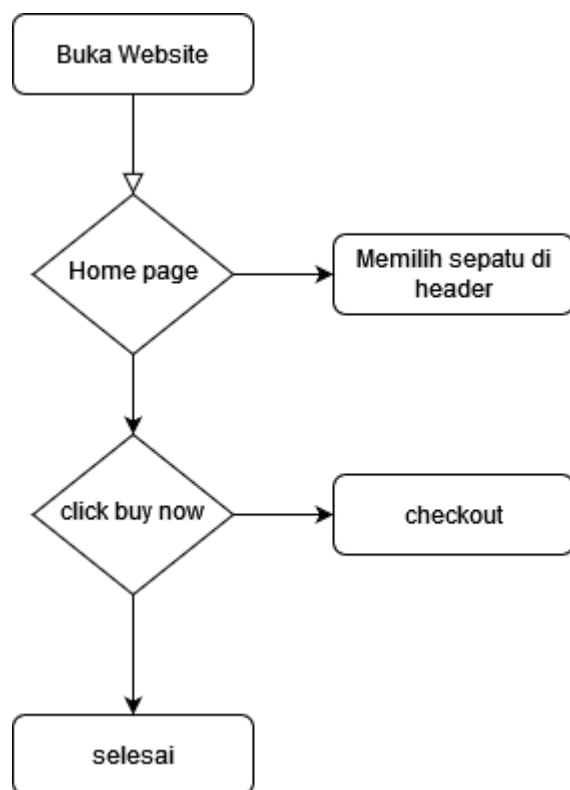 Buka Website
Home page
Memilih sepatu di
header
click buy now
checkout
selesai